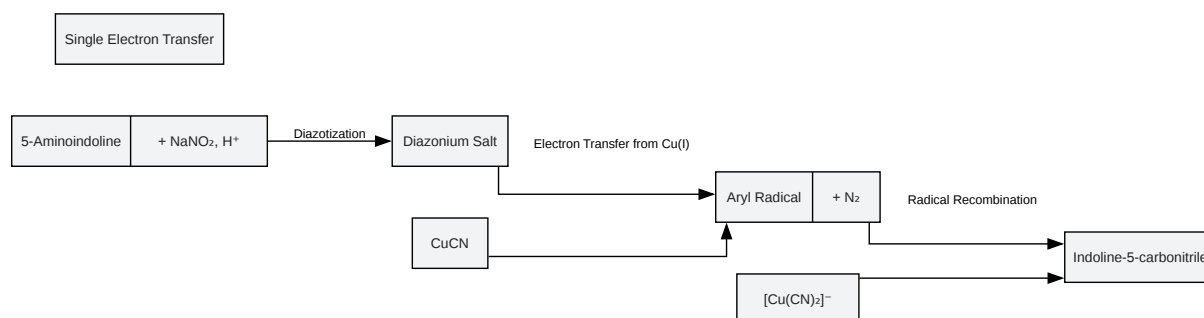 Single Electron Transfer
5-Aminoindoline
+ NaNO₂, H⁺
Diazotization
Diazonium Salt
Electron Transfer from Cu(I)
CuCN
Aryl Radical
+ N₂
Radical Recombination
[Cu(CN)₂]⁻
Indoline-5-carbonitrile